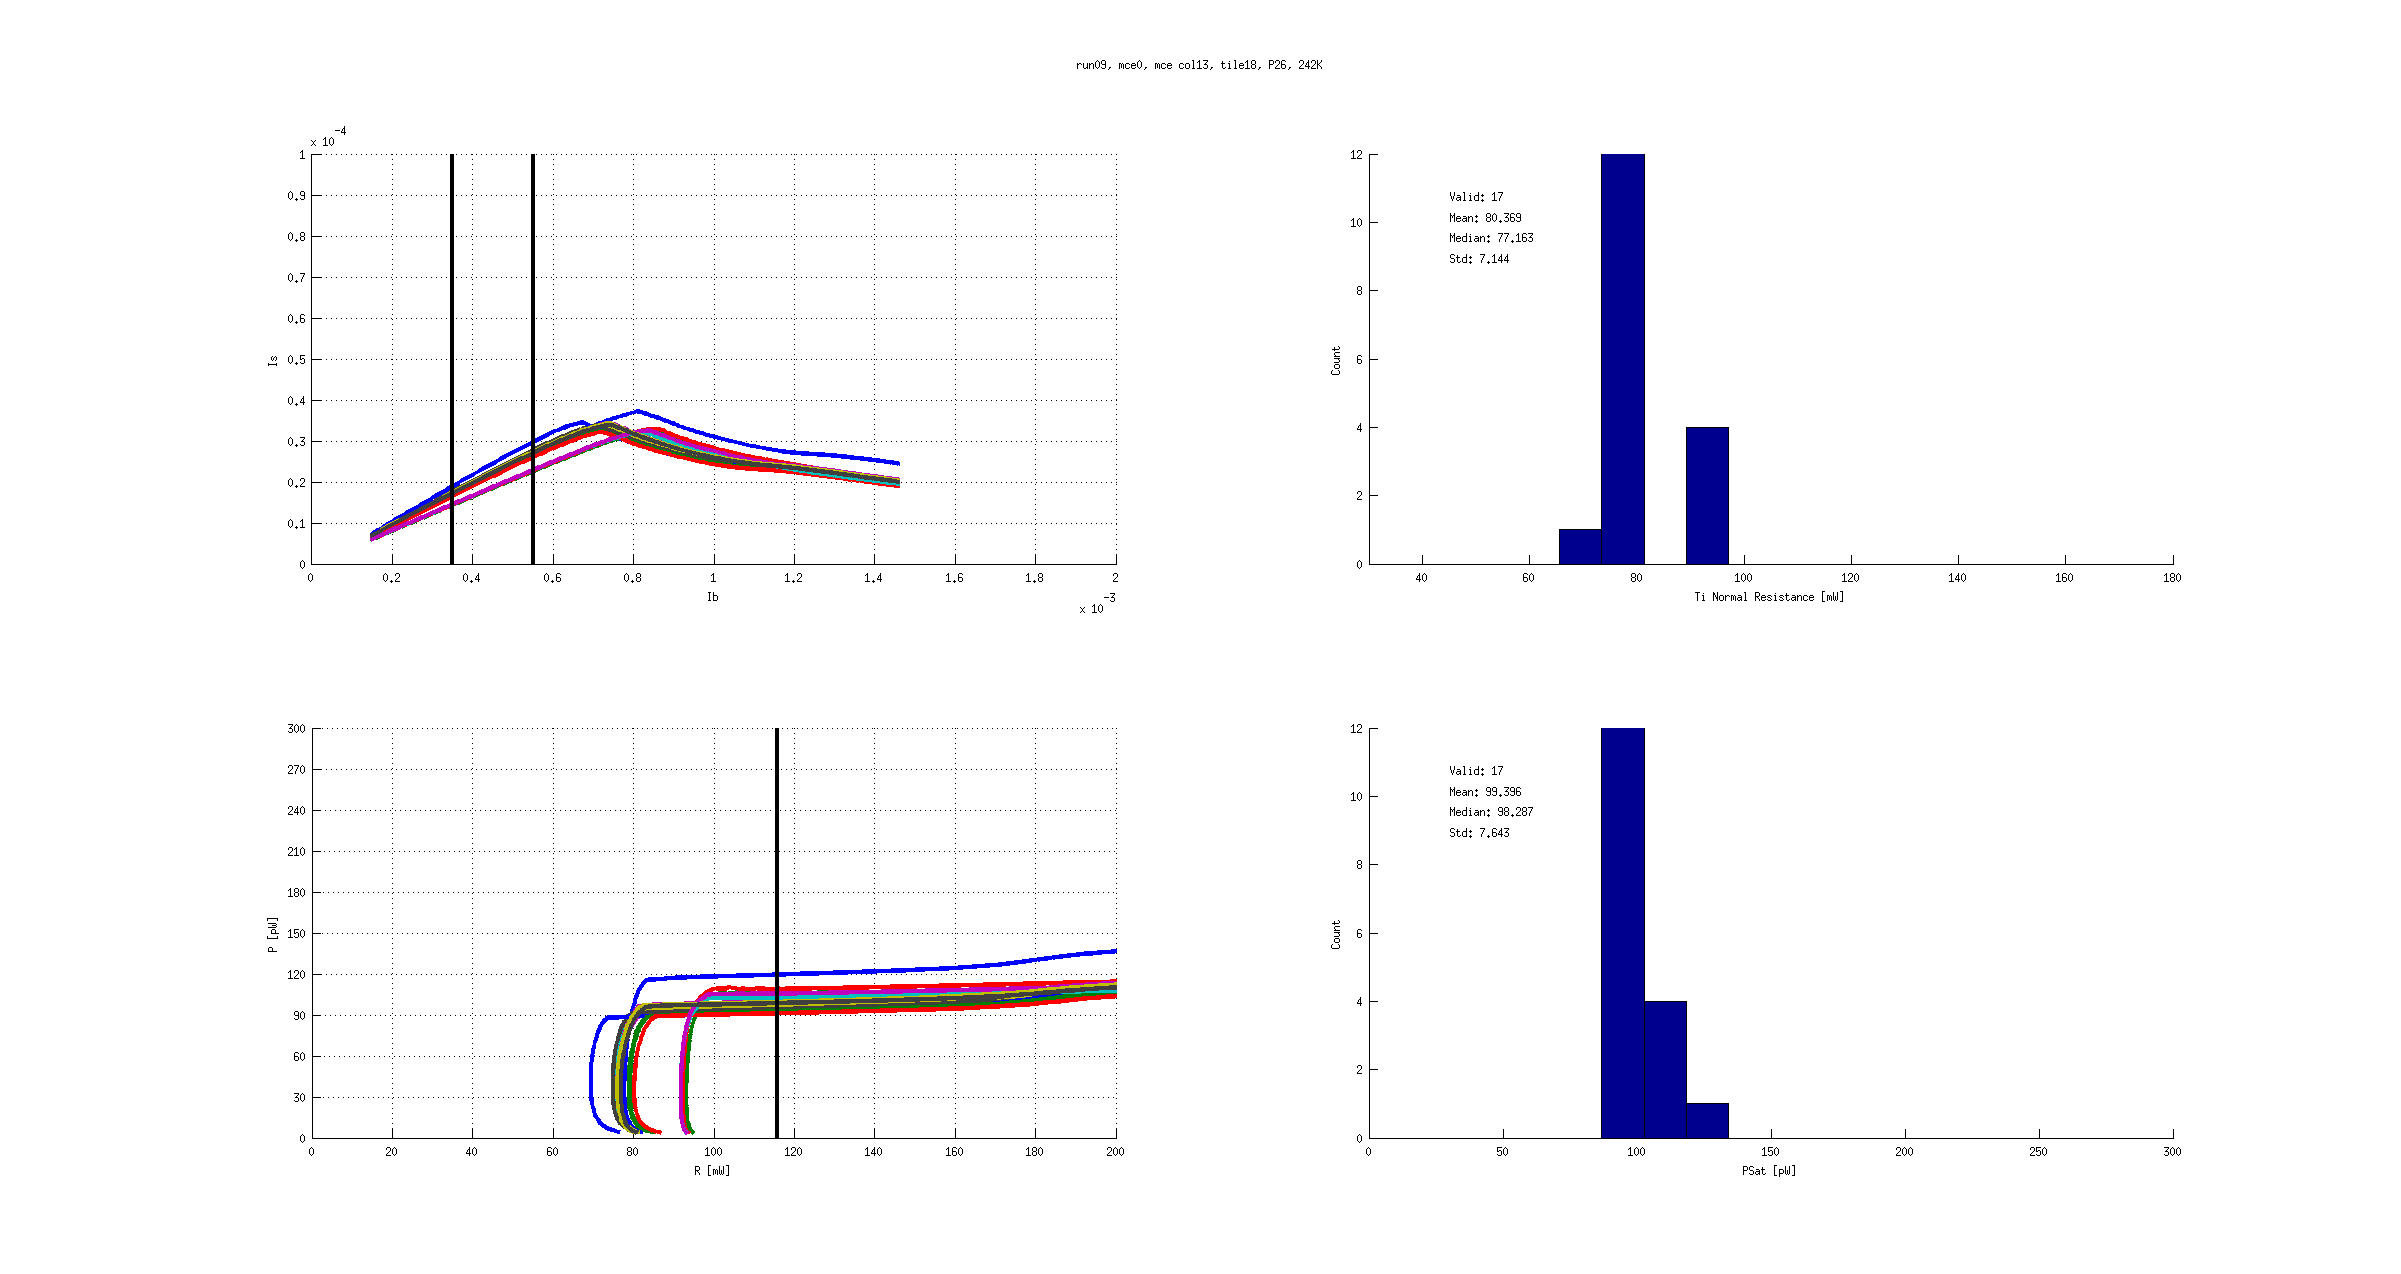 run09, mce0, mce col13, tile18, P26, 242K
x 10^-4
1
0.9
0.8
0.7
0.6
0.5
0.4
0.3
0.2
0.1
0
Is
0 0.2 0.4 0.6 0.8 1 1.2 1.4 1.6 1.8 2
Ib
x 10^-3
12
10
8
6
4
2
0
Count
Valid: 17
Mean: 80.369
Median: 77.163
Std: 7.144
40 60 80 100 120 140 160 180
Ti Normal Resistance [mW]
300
270
240
210
180
150
120
90
60
30
0
P [pW]
0 20 40 60 80 100 120 140 160 180 200
R [mW]
12
10
8
6
4
2
0
Count
Valid: 17
Mean: 99.396
Median: 98.287
Std: 7.643
0 50 100 150 200 250 300
PSat [pW]